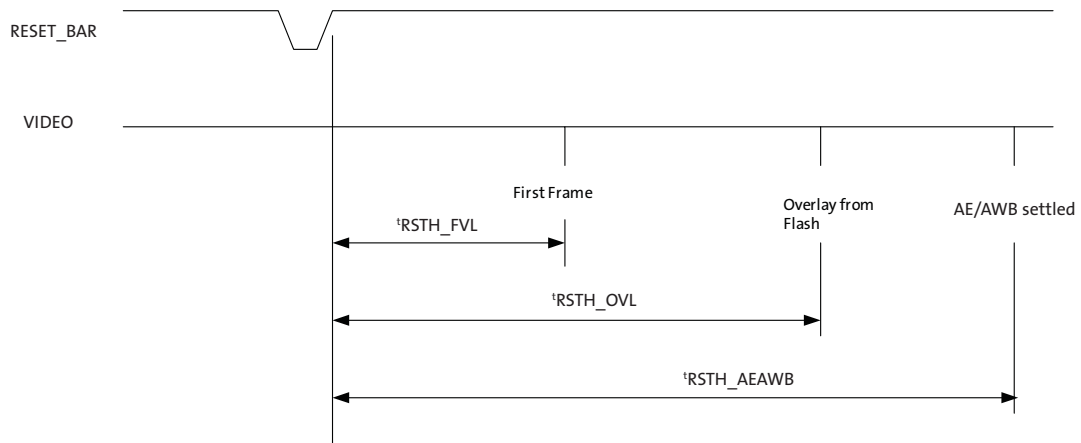 RESET_BAR
VIDEO
First Frame
Overlay from
Flash
AE/AWB settled
tRSTH_FVL
tRSTH_OVL
tRSTH_AEAWB